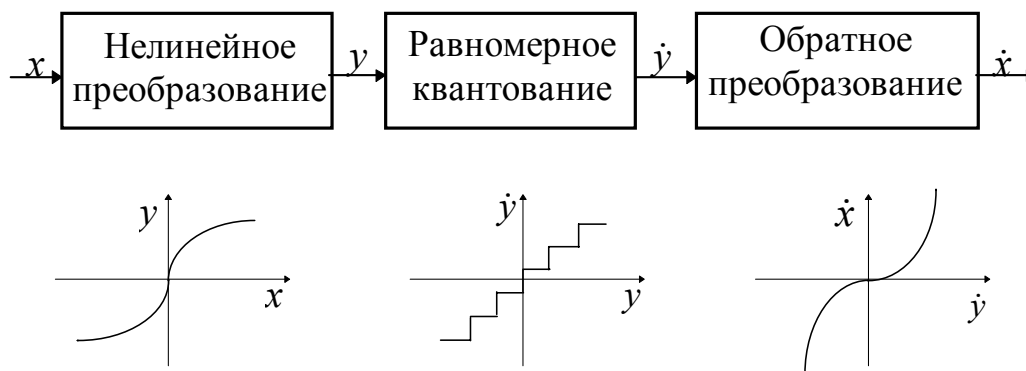 x
Нелинейное
преобразование
y
Равномерное
квантование
ẏ
Обратное
преобразование
ẋ
y
x
ẏ
y
ẋ
ẏ